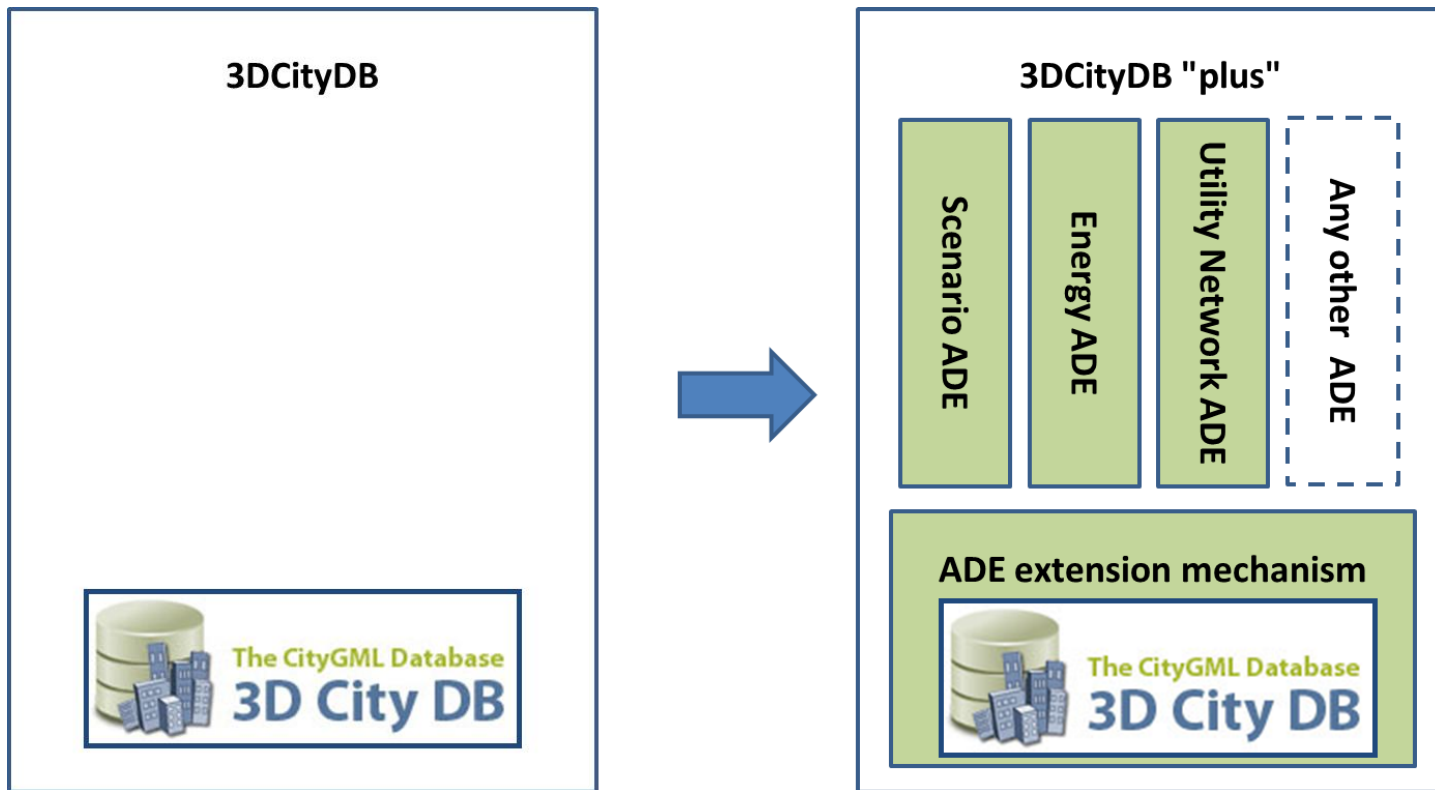 3DCityDB
The CityGML Database
3D City DB
3DCityDB "plus"
Scenario ADE
Energy ADE
Utility Network ADE
Any other ADE
ADE extension mechanism
The CityGML Database
3D City DB